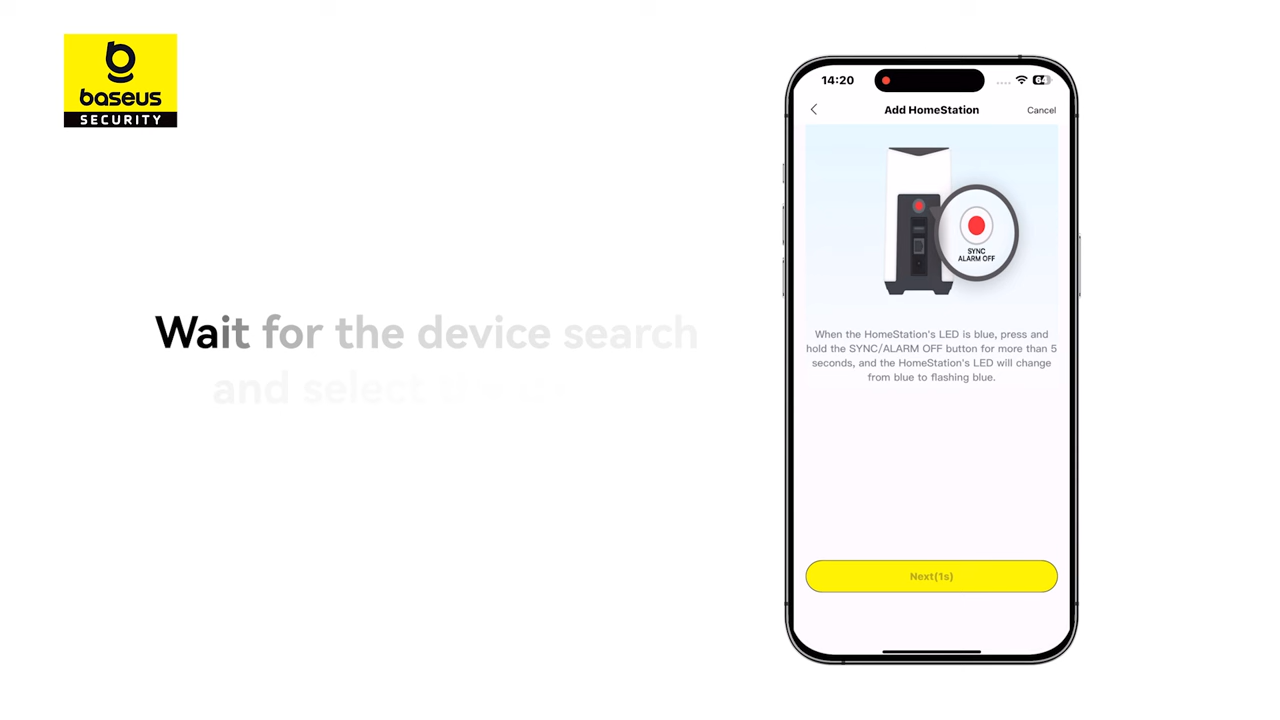 baseus
SECURITY
Wait for the device search
and select
14:20
64
Add HomeStation
Cancel
SYNC
ALARM OFF
When the HomeStation's LED is blue, press and
hold the SYNC/ALARM OFF button for more than 5
seconds, and the HomeStation's LED will change
from blue to flashing blue.
Next(1s)